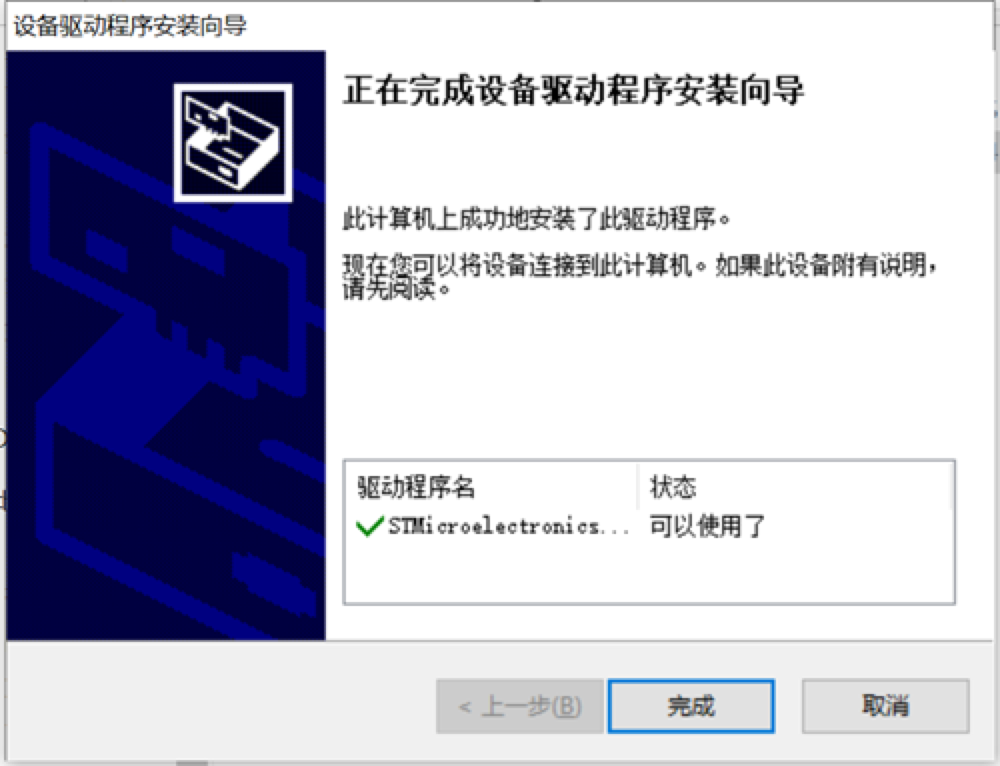 设备驱动程序安装向导
正在完成设备驱动程序安装向导
此计算机上成功地安装了此驱动程序。
现在您可以将设备连接到此计算机。如果此设备附有说明，
请先阅读。
驱动程序名 状态
STMicroelectronics... 可以使用了
< 上一步(B) 完成 取消